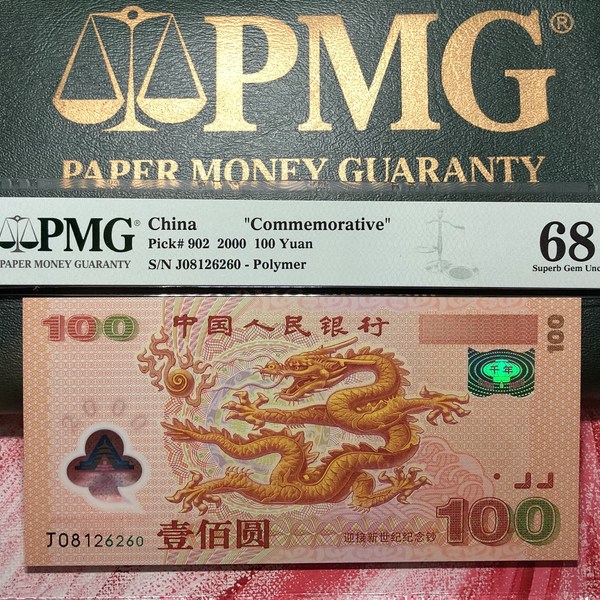 PMG®
PAPER MONEY GUARANTY
PMG®
PAPER MONEY GUARANTY
China "Commemorative"
Pick# 902 2000 100 Yuan
S/N J08126260 - Polymer
68
Superb Gem Unc
100
中国人民银行
100
千年
2000
J08126260
壹佰圆
迎接新世纪纪念钞
100